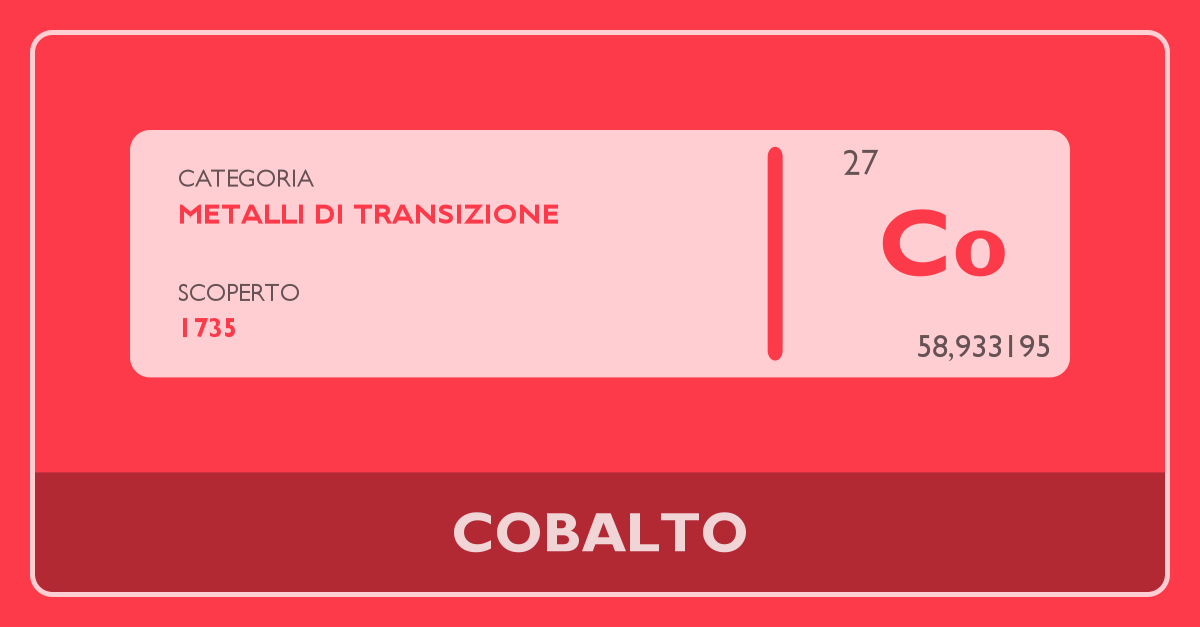 CATEGORIA
METALLI DI TRANSIZIONE
SCOPERTO
1735
27
Co
58,933195
COBALTO